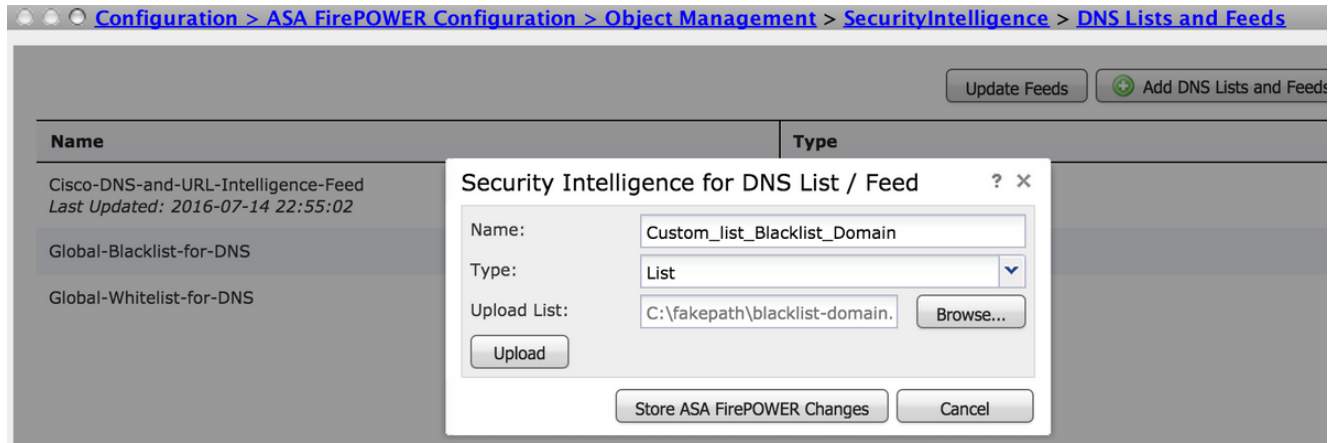 Configuration > ASA FirePOWER Configuration > Object Management > SecurityIntelligence > DNS Lists and Feeds
Update Feeds
Add DNS Lists and Feeds
Name
Type
Cisco-DNS-and-URL-Intelligence-Feed
Last Updated: 2016-07-14 22:55:02
Global-Blacklist-for-DNS
Global-Whitelist-for-DNS
Security Intelligence for DNS List / Feed
? ×
Name:
Custom_list_Blacklist_Domain
Type:
List
Upload List:
C:\fakepath\blacklist-domain.
Browse...
Upload
Store ASA FirePOWER Changes
Cancel